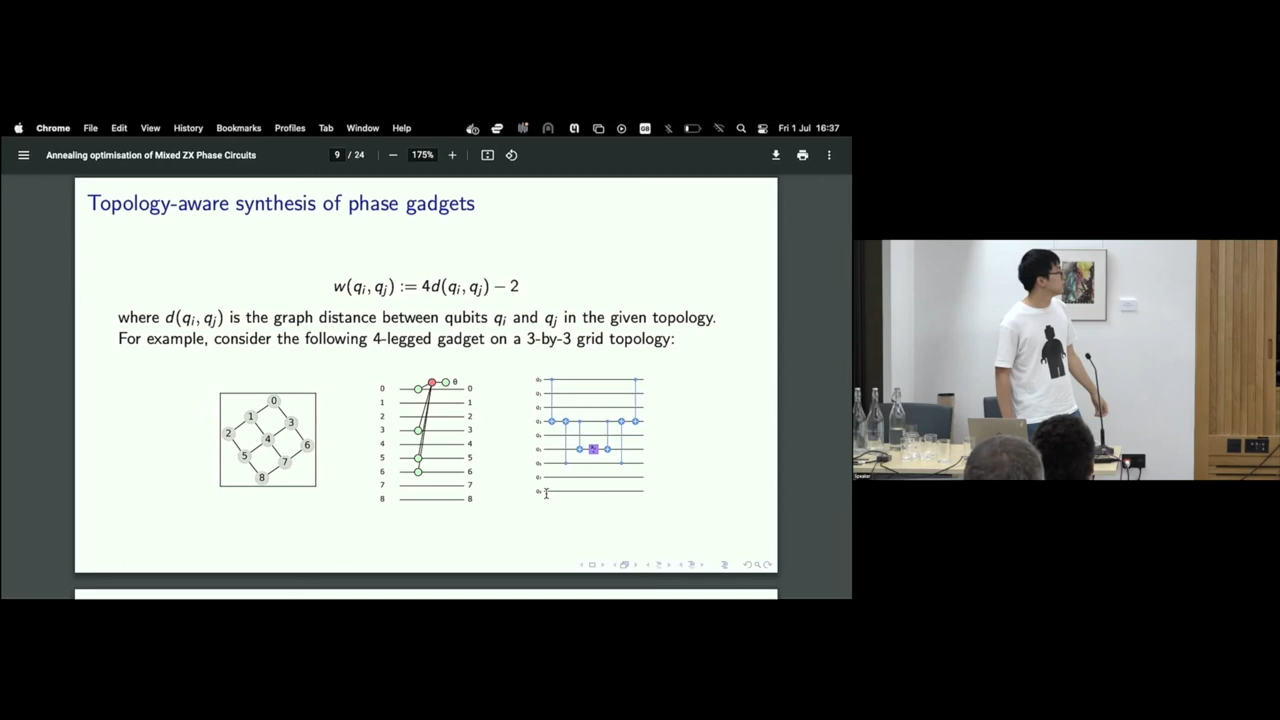 Chrome File Edit View History Bookmarks Profiles Tab Window Help GB Fri 1 Jul 16:37
Annealing optimisation of Mixed ZX Phase Circuits 9 / 24 175%
Topology-aware synthesis of phase gadgets
w(qᵢ, qⱼ) := 4d(qᵢ, qⱼ) − 2
where d(qᵢ, qⱼ) is the graph distance between qubits qᵢ and qⱼ in the given topology.
For example, consider the following 4-legged gadget on a 3-by-3 grid topology:
0
1 3
2 4 6
5 7
8
θ
0 0
1 1
2 2
3 3
4 4
5 5
6 6
7 7
8 8
Speaker